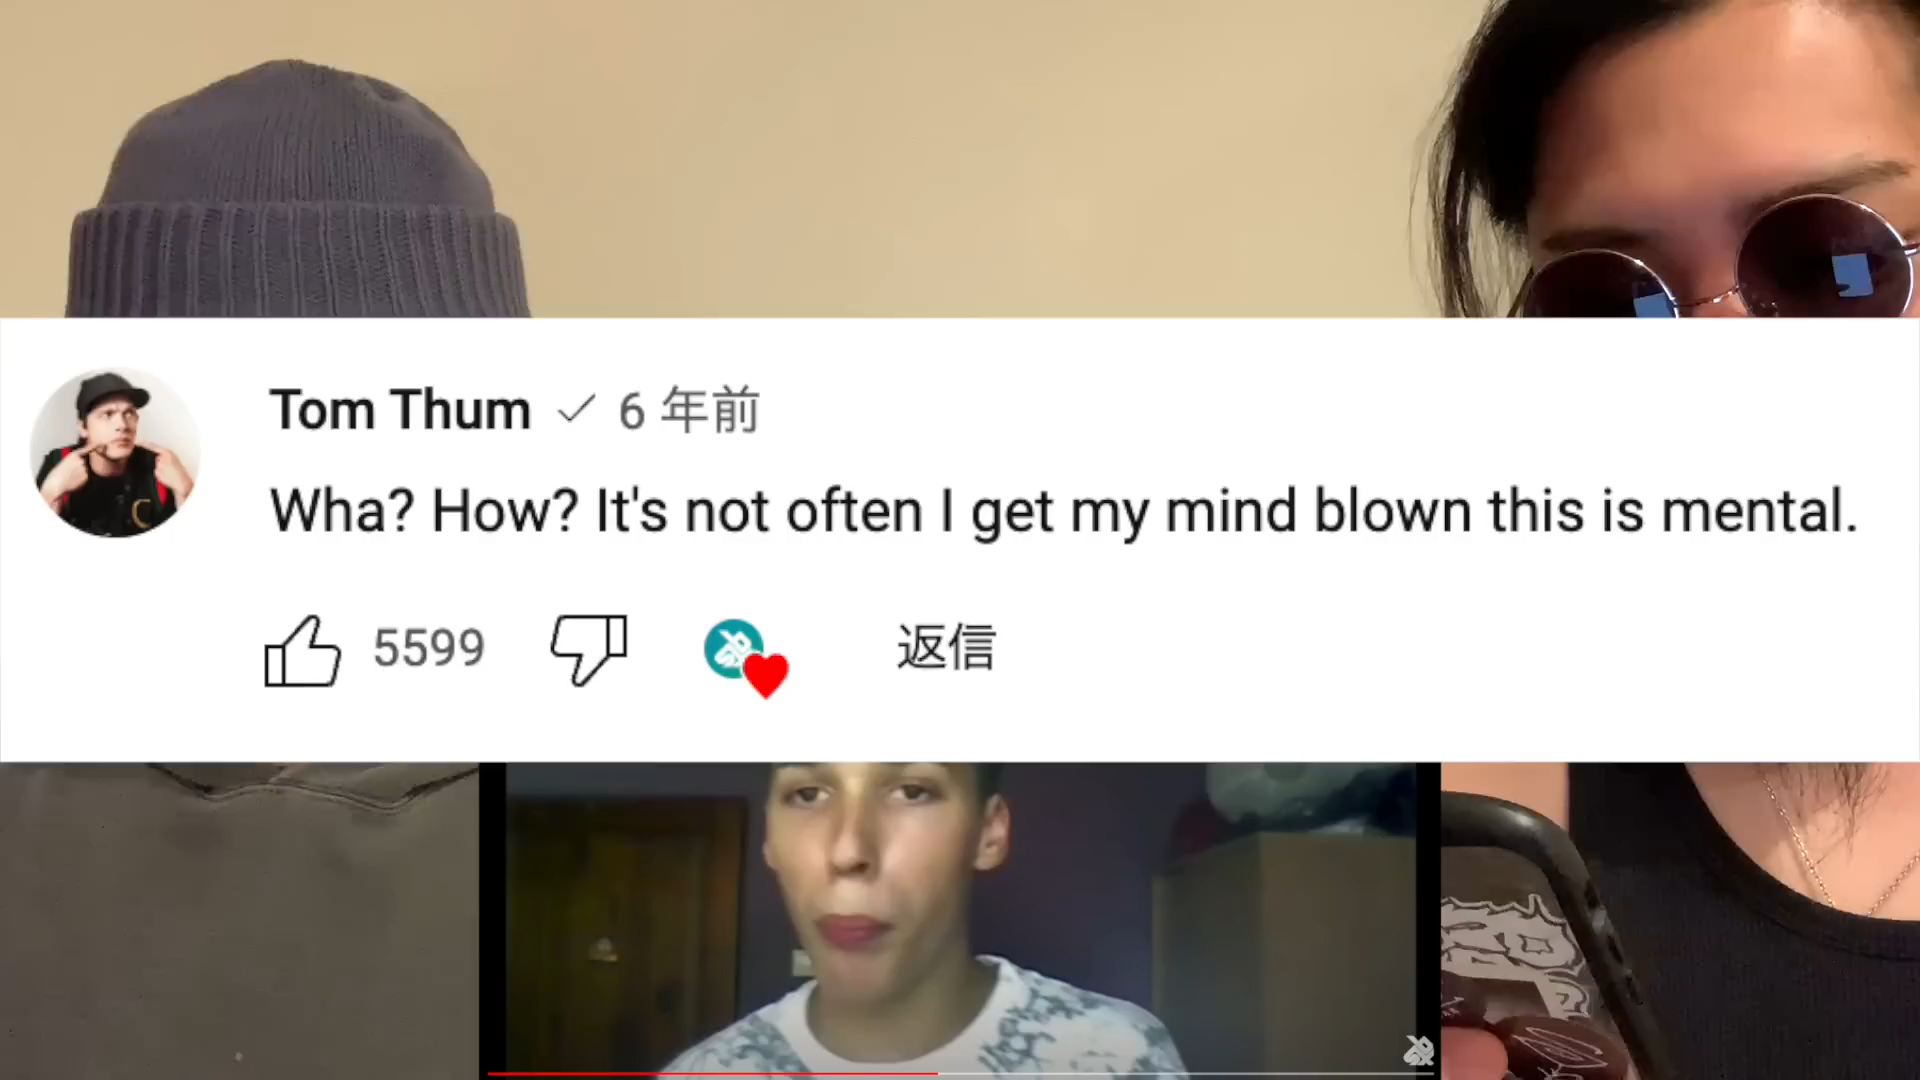 Tom Thum 6 年前
Wha? How? It's not often I get my mind blown this is mental.
5599 返信